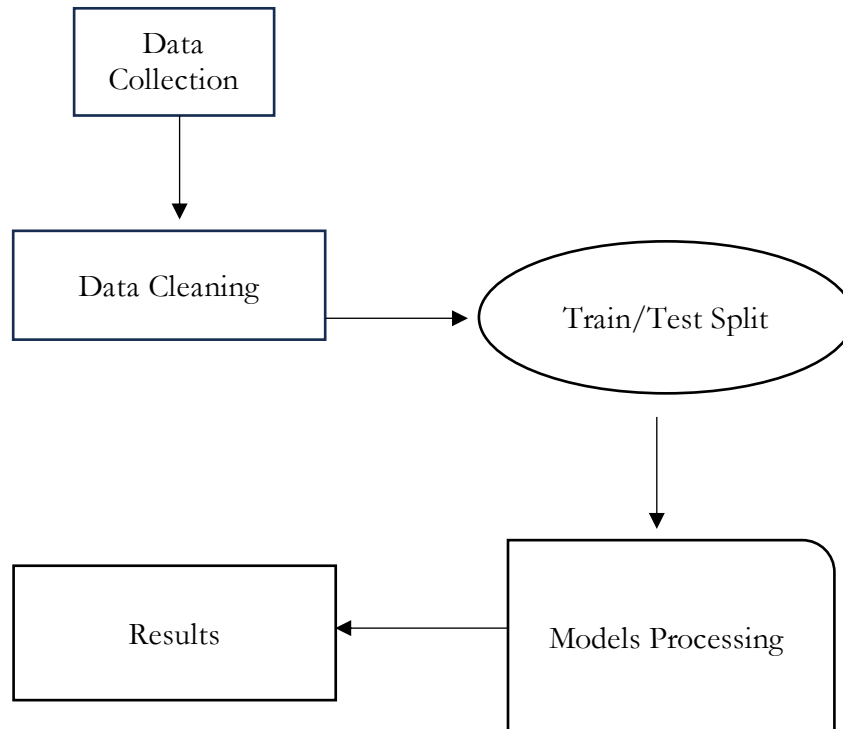 Data
Collection
Data Cleaning
Train/Test Split
Models Processing
Results